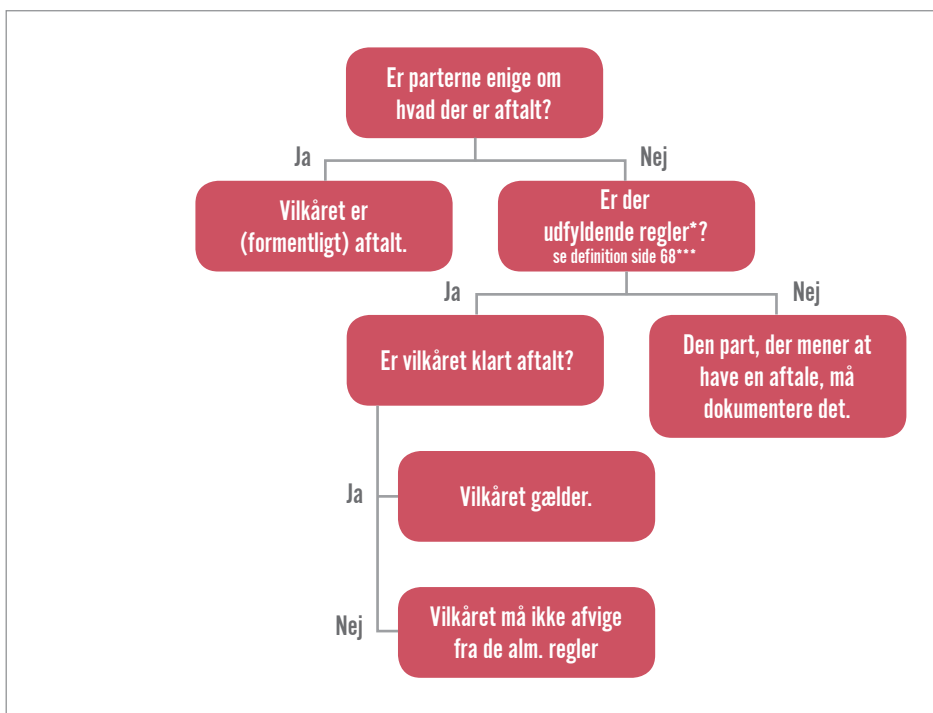 Er parterne enige om
hvad der er aftalt?
Ja
Nej
Vilkåret er
(formentligt) aftalt.
Er der
udfyldende regler*?
se definition side 68***
Ja
Nej
Er vilkåret klart aftalt?
Den part, der mener at
have en aftale, må
dokumentere det.
Ja
Vilkåret gælder.
Nej
Vilkåret må ikke afvige
fra de alm. regler